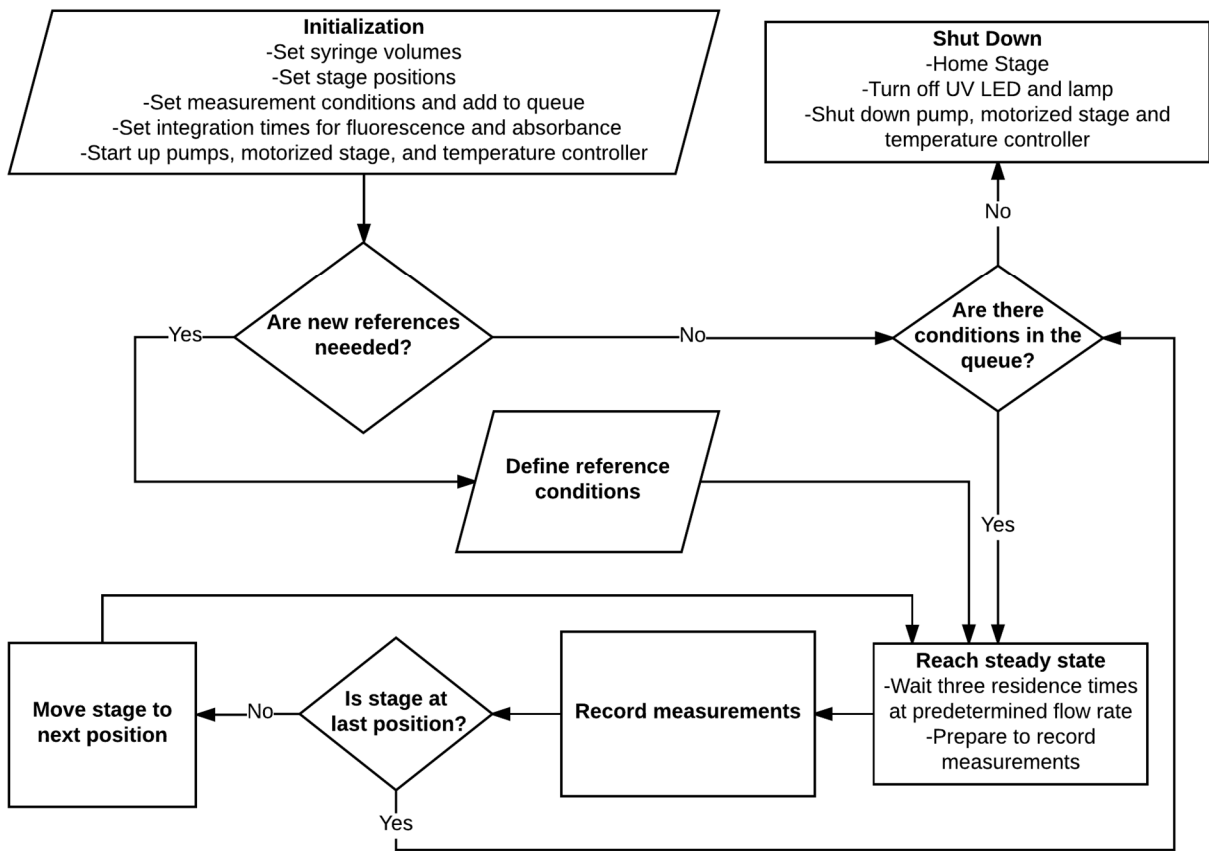 Initialization
-Set syringe volumes
-Set stage positions
-Set measurement conditions and add to queue
-Set integration times for fluorescence and absorbance
-Start up pumps, motorized stage, and temperature controller
Shut Down
-Home Stage
-Turn off UV LED and lamp
-Shut down pump, motorized stage and
temperature controller
No
Are new references
neeeded?
Yes
No
Are there
conditions in the
queue?
Define reference
conditions
Yes
Move stage to
next position
No
Is stage at
last position?
Record measurements
Reach steady state
-Wait three residence times
at predetermined flow rate
-Prepare to record
measurements
Yes